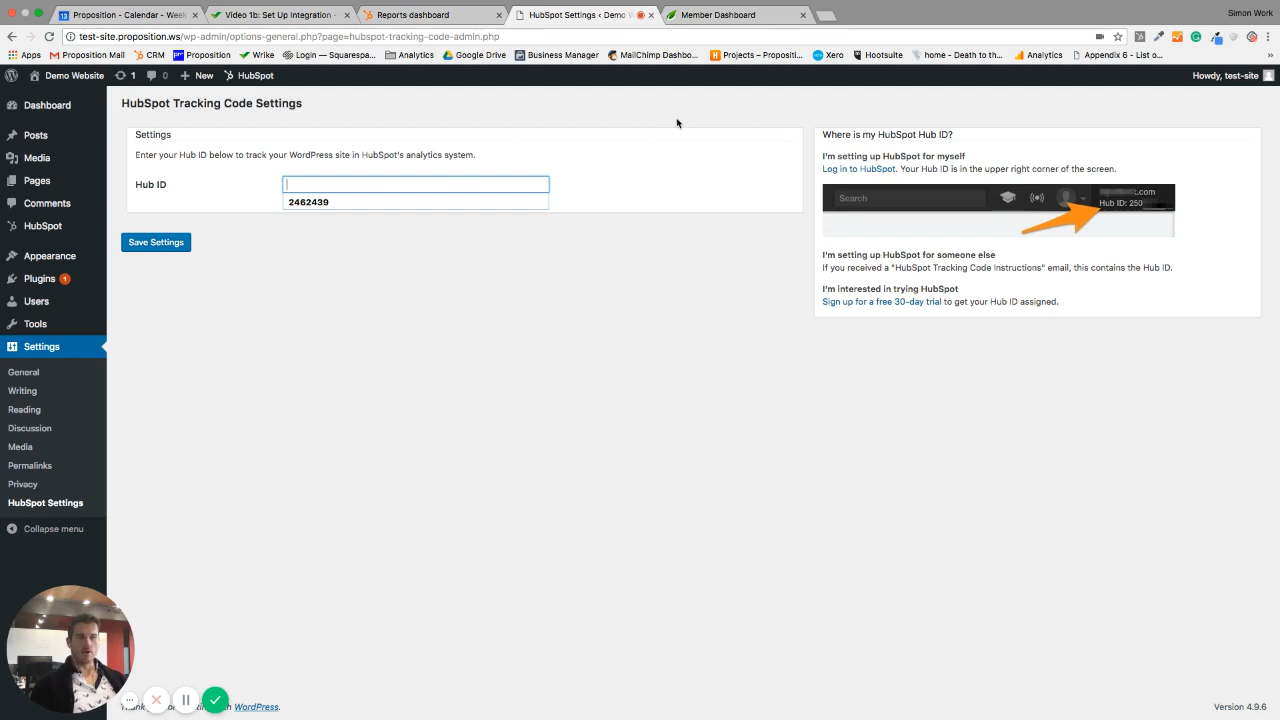 Proposition - Calendar - Week
Video 1b: Set Up Integration -
Reports dashboard
HubSpot Settings ‹ Demo W
Member Dashboard
Simon Work
test-site.proposition.ws/wp-admin/options-general.php?page=hubspot-tracking-code-admin.php
Apps
Proposition Mail
CRM
Proposition
Wrike
Login — Squarespa...
Analytics
Google Drive
Business Manager
MailChimp Dashbo...
Projects – Propositi...
Xero
Hootsuite
home - Death to th...
Analytics
Appendix 6 - List o...
Demo Website
1
0
New
HubSpot
Howdy, test-site
Dashboard
Posts
Media
Pages
Comments
HubSpot
Appearance
Plugins 1
Users
Tools
Settings
General
Writing
Reading
Discussion
Media
Permalinks
Privacy
HubSpot Settings
Collapse menu
HubSpot Tracking Code Settings
Settings
Enter your Hub ID below to track your WordPress site in HubSpot's analytics system.
Hub ID
2462439
Save Settings
Where is my HubSpot Hub ID?
I'm setting up HubSpot for myself
Log in to HubSpot. Your Hub ID is in the upper right corner of the screen.
Search
.com
Hub ID: 250
I'm setting up HubSpot for someone else
If you received a "HubSpot Tracking Code Instructions" email, this contains the Hub ID.
I'm interested in trying HubSpot
Sign up for a free 30-day trial to get your Hub ID assigned.
with WordPress.
Version 4.9.6